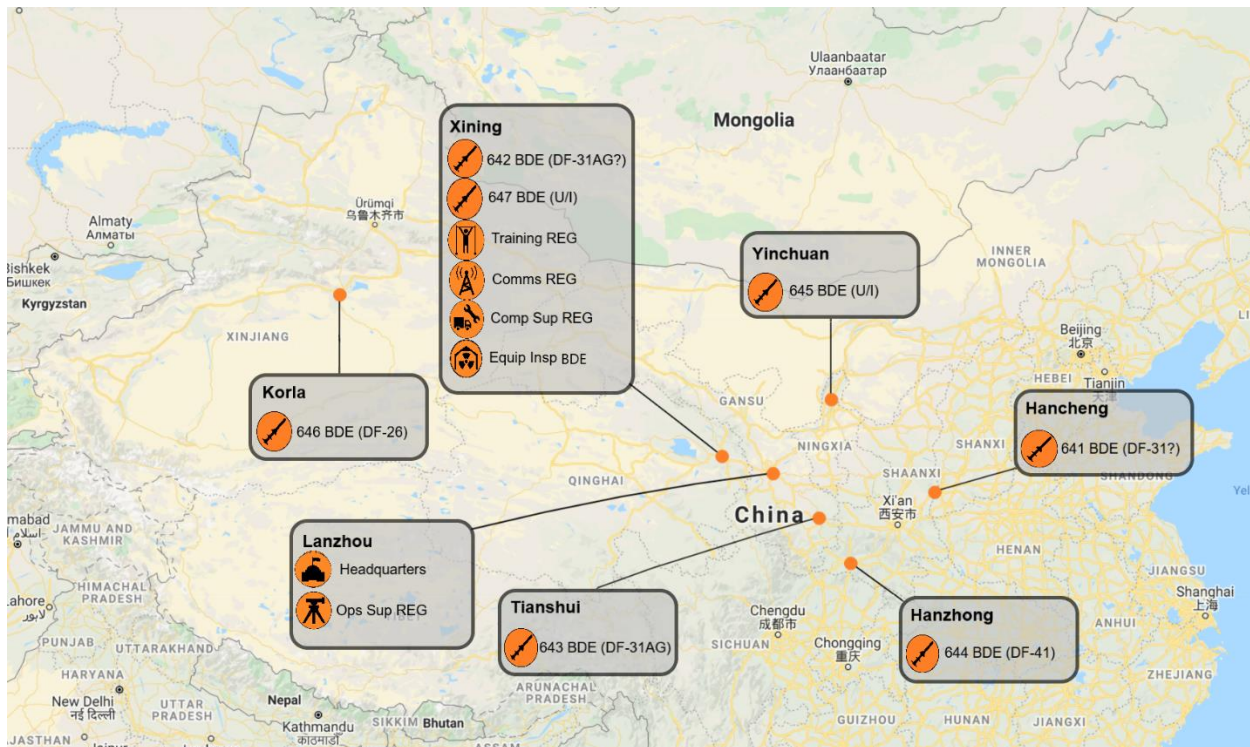 Ulaanbaatar
Улаанбаатар
Mongolia
Xining
642 BDE (DF-31AG?)
647 BDE (U/I)
Training REG
Comms REG
Comp Sup REG
Equip Insp BDE
Ürümqi
乌鲁木齐市
Almaty
Алматы
Bishkek
Бишкек
Kyrgyzstan
XINJIANG
Yinchuan
645 BDE (U/I)
INNER
MONGOLIA
Beijing
北京
HEBEI
Tianjin
天津
Korla
646 BDE (DF-26)
GANSU
NINGXIA
SHANXI
Hancheng
641 BDE (DF-31?)
SHANDONG
SHAANXI
QINGHAI
Xi'an
西安市
China
Lanzhou
Headquarters
Ops Sup REG
TIBET
JAMMU AND
KASHMIR
HIMACHAL
PRADESH
Lahore
لاہور
PUNJAB
UTTARAKHAND
HARYANA
New Delhi
नई दिल्ली
UTTAR
PRADESH
Nepal
Kathmandu
काठमाडौं
SIKKIM
Bhutan
ARUNACHAL
PRADESH
ASSAM
Tianshui
643 BDE (DF-31AG)
HENAN
JIANGSU
Shanghai
上海
ANHUI
Chengdu
成都市
SICHUAN
Chongqing
重庆
Hanzhong
644 BDE (DF-41)
ZHEJIANG
GUIZHOU
HUNAN
JIANGXI